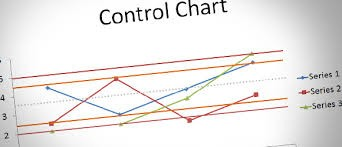 Control Chart
5
4
3
2
Series 1
Series 2
Series 3